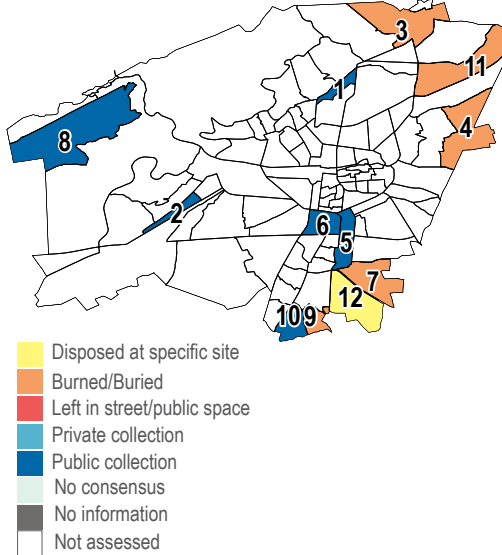 3
11
1
4
8
2
6
5
7
12
10
9
Disposed at specific site
Burned/Buried
Left in street/public space
Private collection
Public collection
No consensus
No information
Not assessed